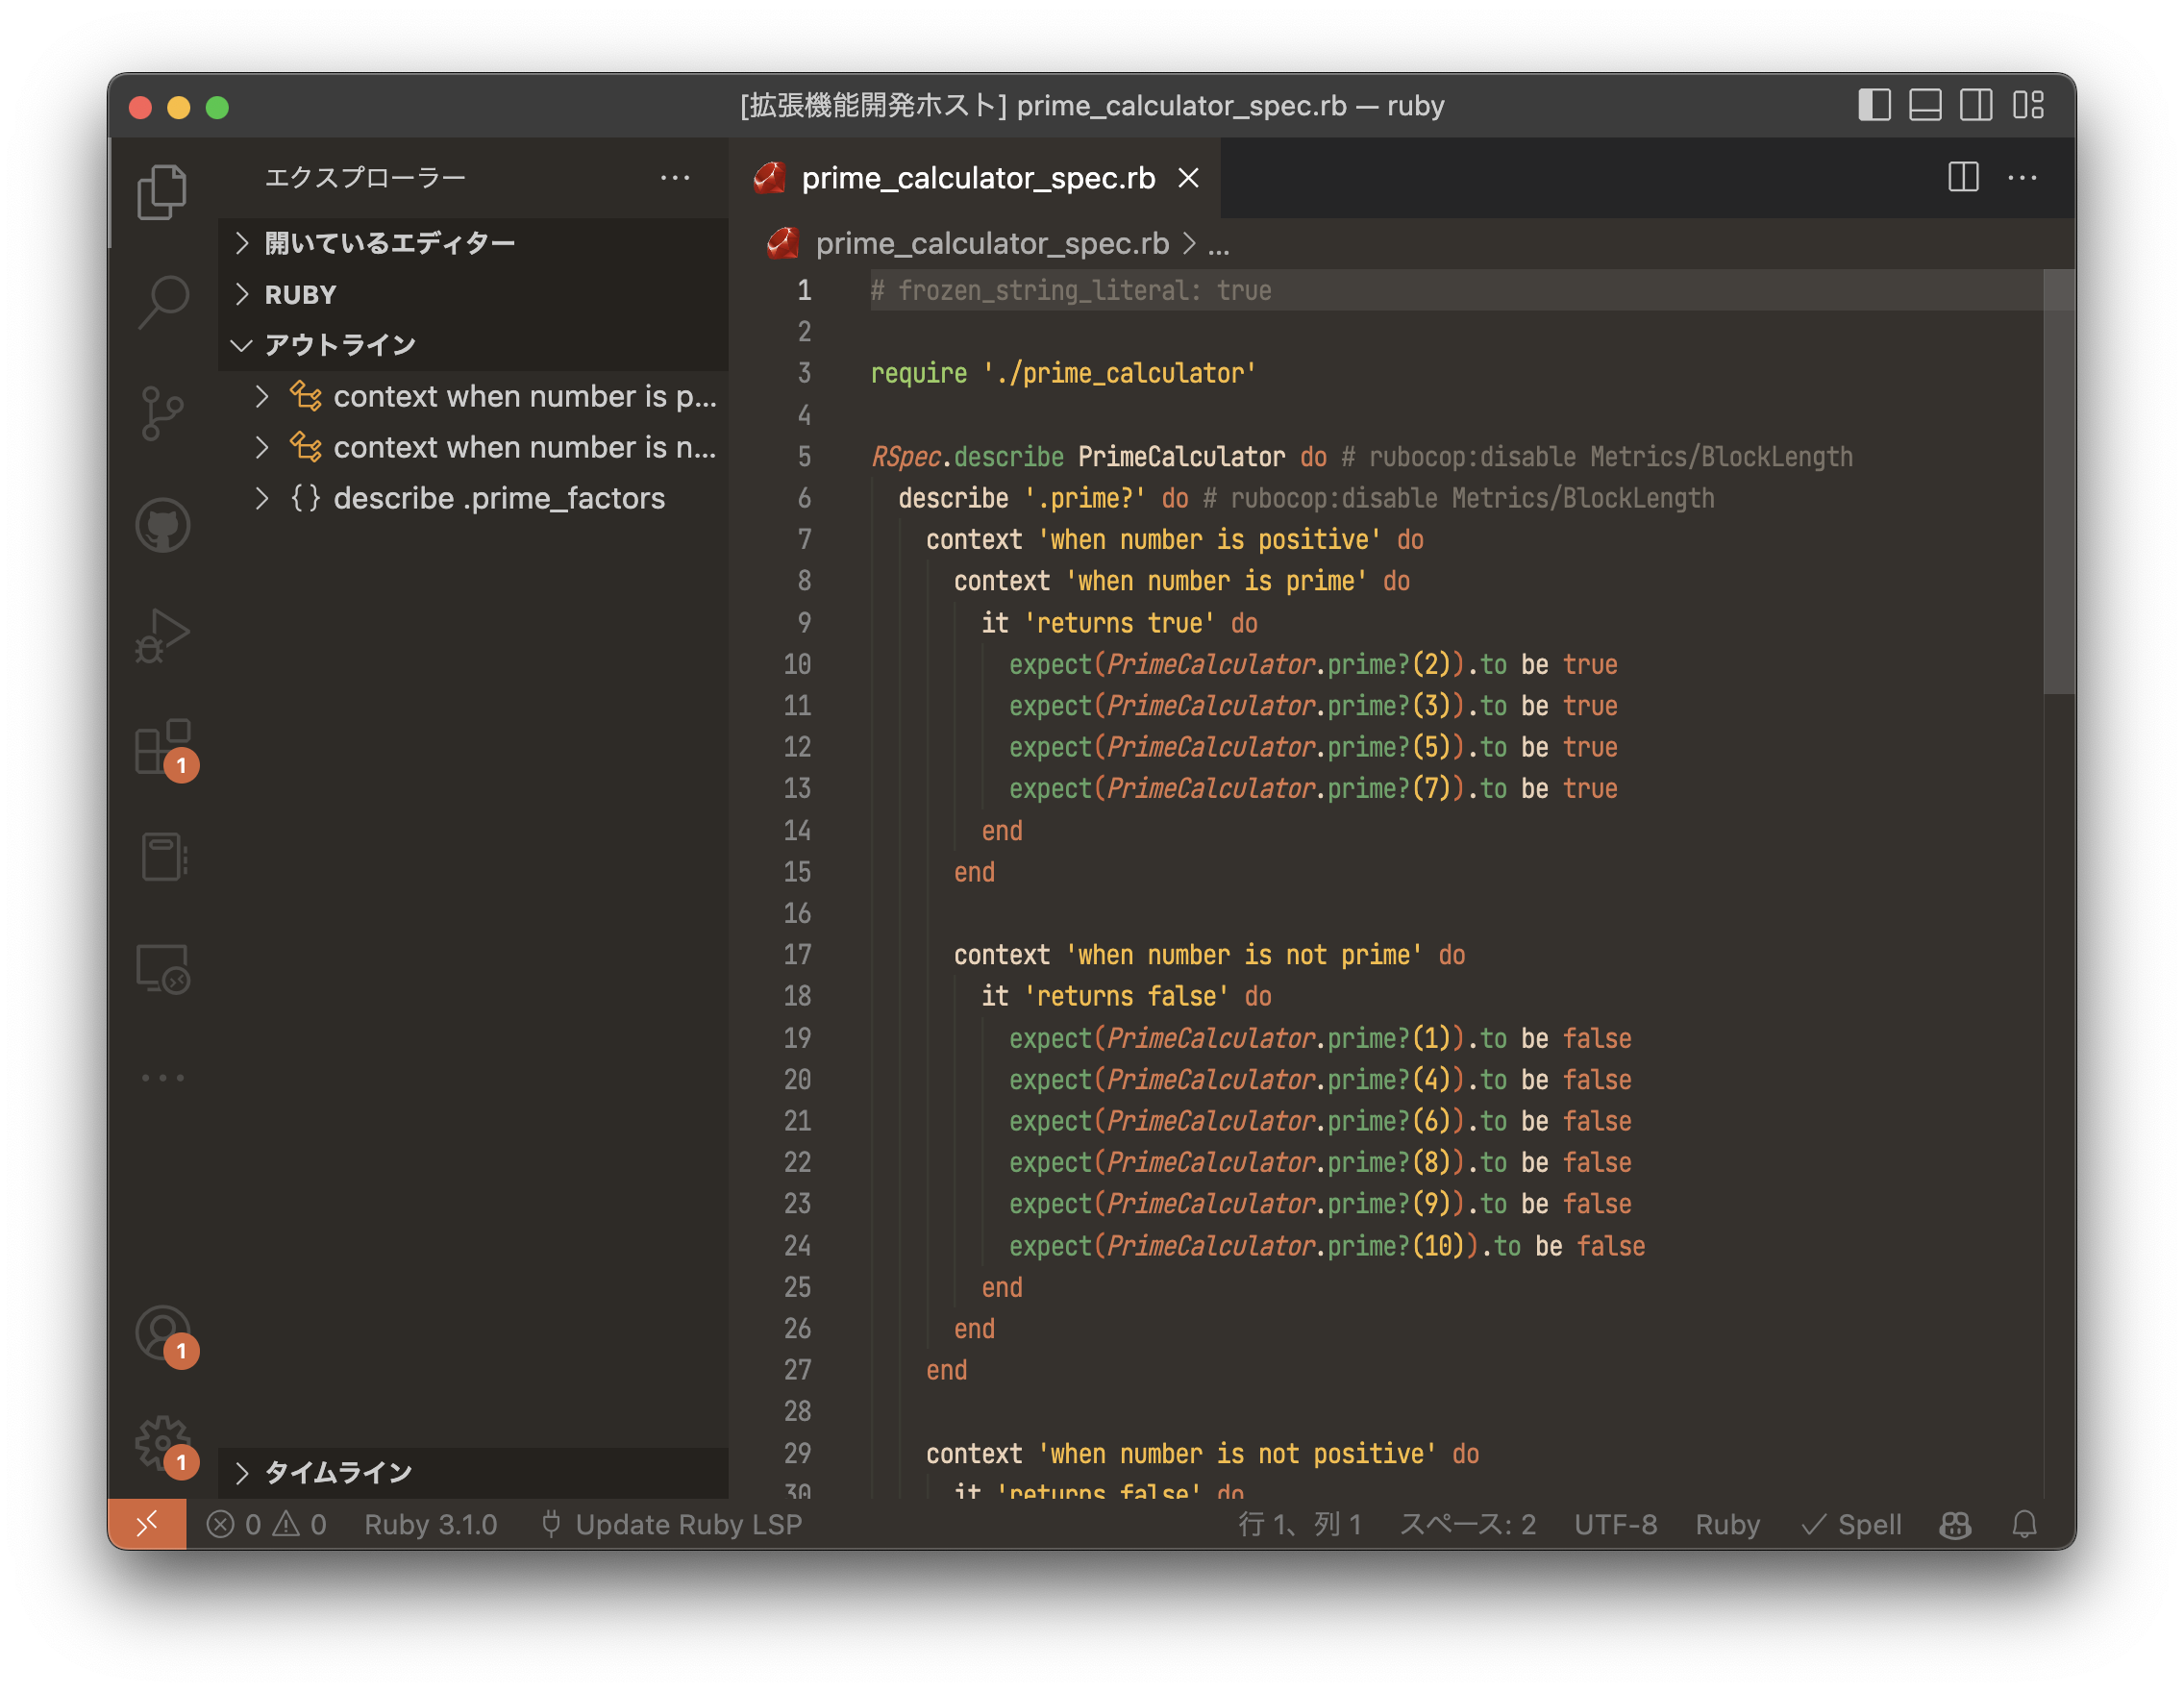 [拡張機能開発ホスト] prime_calculator_spec.rb — ruby
エクスプローラー
開いているエディター
RUBY
アウトライン
context when number is p...
context when number is n...
{} describe .prime_factors
タイムライン
1
1
1
prime_calculator_spec.rb
prime_calculator_spec.rb > ...
1 # frozen_string_literal: true
2
3 require './prime_calculator'
4
5 RSpec.describe PrimeCalculator do # rubocop:disable Metrics/BlockLength
6 describe '.prime?' do # rubocop:disable Metrics/BlockLength
7 context 'when number is positive' do
8 context 'when number is prime' do
9 it 'returns true' do
10 expect(PrimeCalculator.prime?(2)).to be true
11 expect(PrimeCalculator.prime?(3)).to be true
12 expect(PrimeCalculator.prime?(5)).to be true
13 expect(PrimeCalculator.prime?(7)).to be true
14 end
15 end
16
17 context 'when number is not prime' do
18 it 'returns false' do
19 expect(PrimeCalculator.prime?(1)).to be false
20 expect(PrimeCalculator.prime?(4)).to be false
21 expect(PrimeCalculator.prime?(6)).to be false
22 expect(PrimeCalculator.prime?(8)).to be false
23 expect(PrimeCalculator.prime?(9)).to be false
24 expect(PrimeCalculator.prime?(10)).to be false
25 end
26 end
27 end
28
29 context 'when number is not positive' do
30 it 'returns false' do
0 0 Ruby 3.1.0 Update Ruby LSP 行 1、列 1 スペース: 2 UTF-8 Ruby Spell